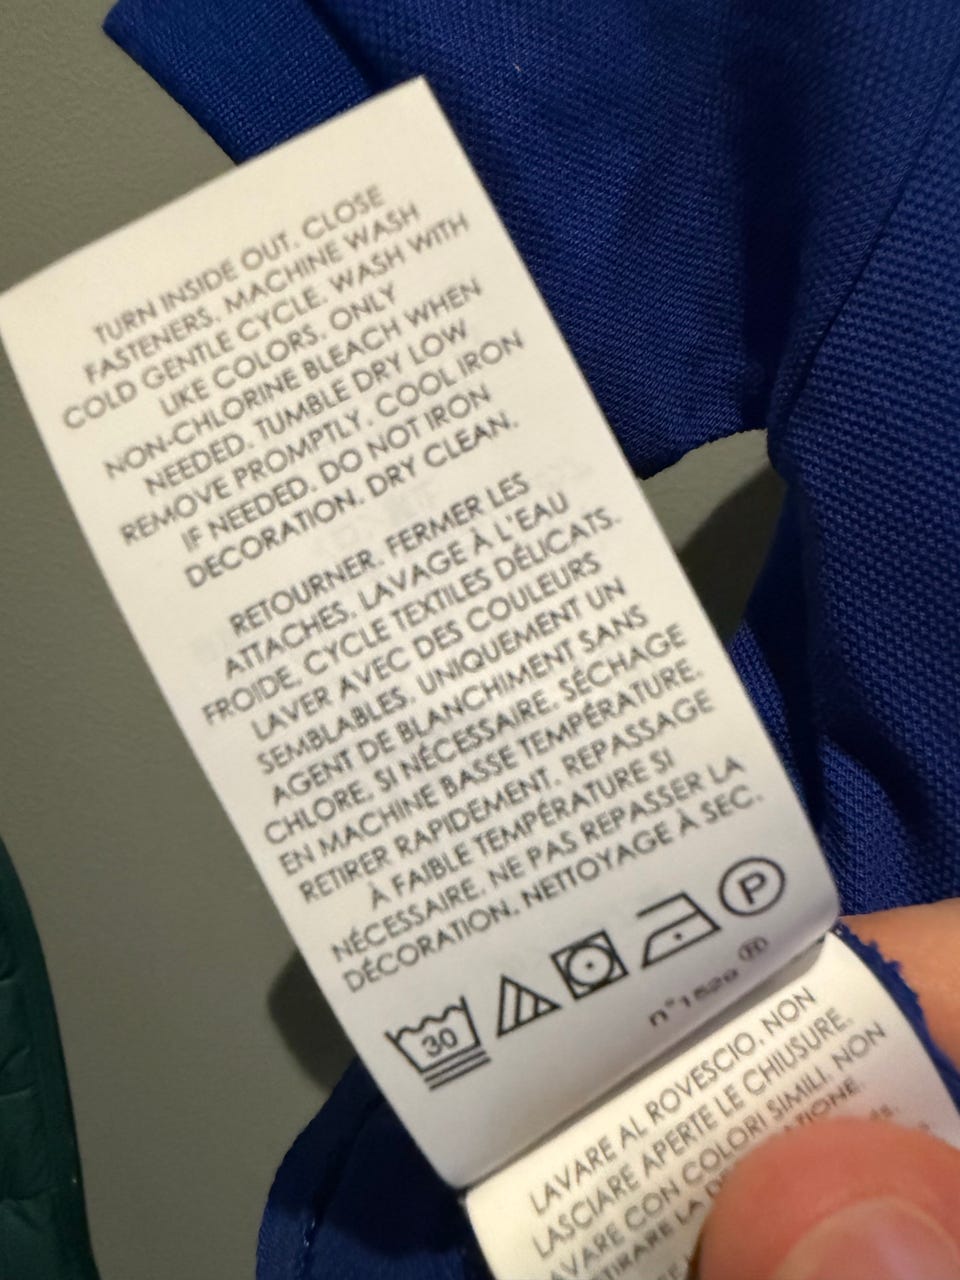 TURN INSIDE OUT. CLOSE
FASTENERS. MACHINE WASH
COLD GENTLE CYCLE. WASH WITH
LIKE COLORS. ONLY
NON-CHLORINE BLEACH WHEN
NEEDED. TUMBLE DRY LOW
REMOVE PROMPTLY. COOL IRON
IF NEEDED. DO NOT IRON
DECORATION. DRY CLEAN.
RETOURNER. FERMER LES
ATTACHES. LAVAGE À L'EAU
FROIDE. CYCLE TEXTILES DÉLICATS.
LAVER AVEC DES COULEURS
SEMBLABLES. UNIQUEMENT UN
AGENT DE BLANCHIMENT SANS
CHLORE. SI NÉCESSAIRE. SÉCHAGE
EN MACHINE BASSE TEMPÉRATURE.
RETIRER RAPIDEMENT. REPASSAGE
À FAIBLE TEMPÉRATURE SI
NÉCESSAIRE. NE PAS REPASSER LA
DÉCORATION. NETTOYAGE À SEC.
30 P
LAVARE AL ROVESCIO. NON
LASCIARE APERTE LE CHIUSURE.
LAVARE CON COLORI SIMILI. NON